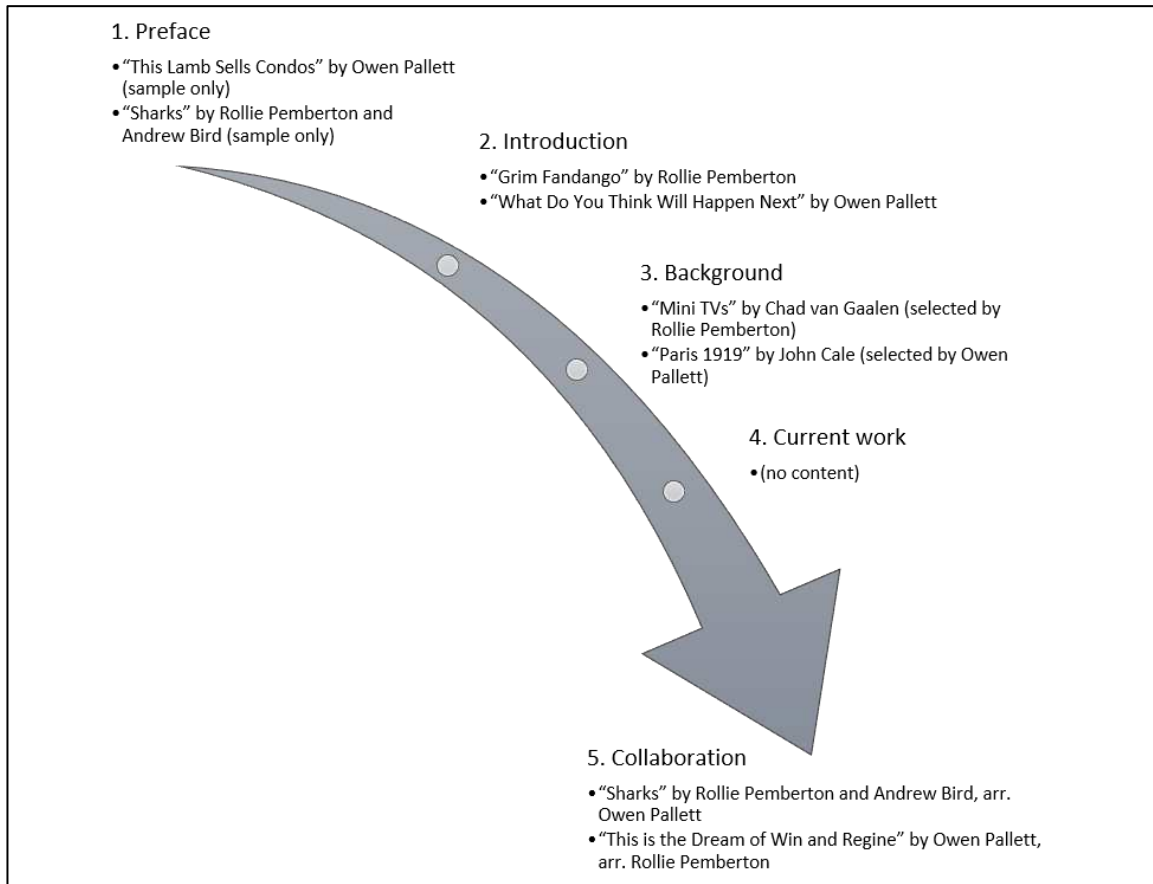 1. Preface
•“This Lamb Sells Condos” by Owen Pallett
(sample only)
•“Sharks” by Rollie Pemberton and
Andrew Bird (sample only)
2. Introduction
•“Grim Fandango” by Rollie Pemberton
•“What Do You Think Will Happen Next” by Owen Pallett
3. Background
•“Mini TVs” by Chad van Gaalen (selected by
Rollie Pemberton)
•“Paris 1919” by John Cale (selected by Owen
Pallett)
4. Current work
•(no content)
5. Collaboration
•“Sharks” by Rollie Pemberton and Andrew Bird, arr.
Owen Pallett
•“This is the Dream of Win and Regine” by Owen Pallett,
arr. Rollie Pemberton